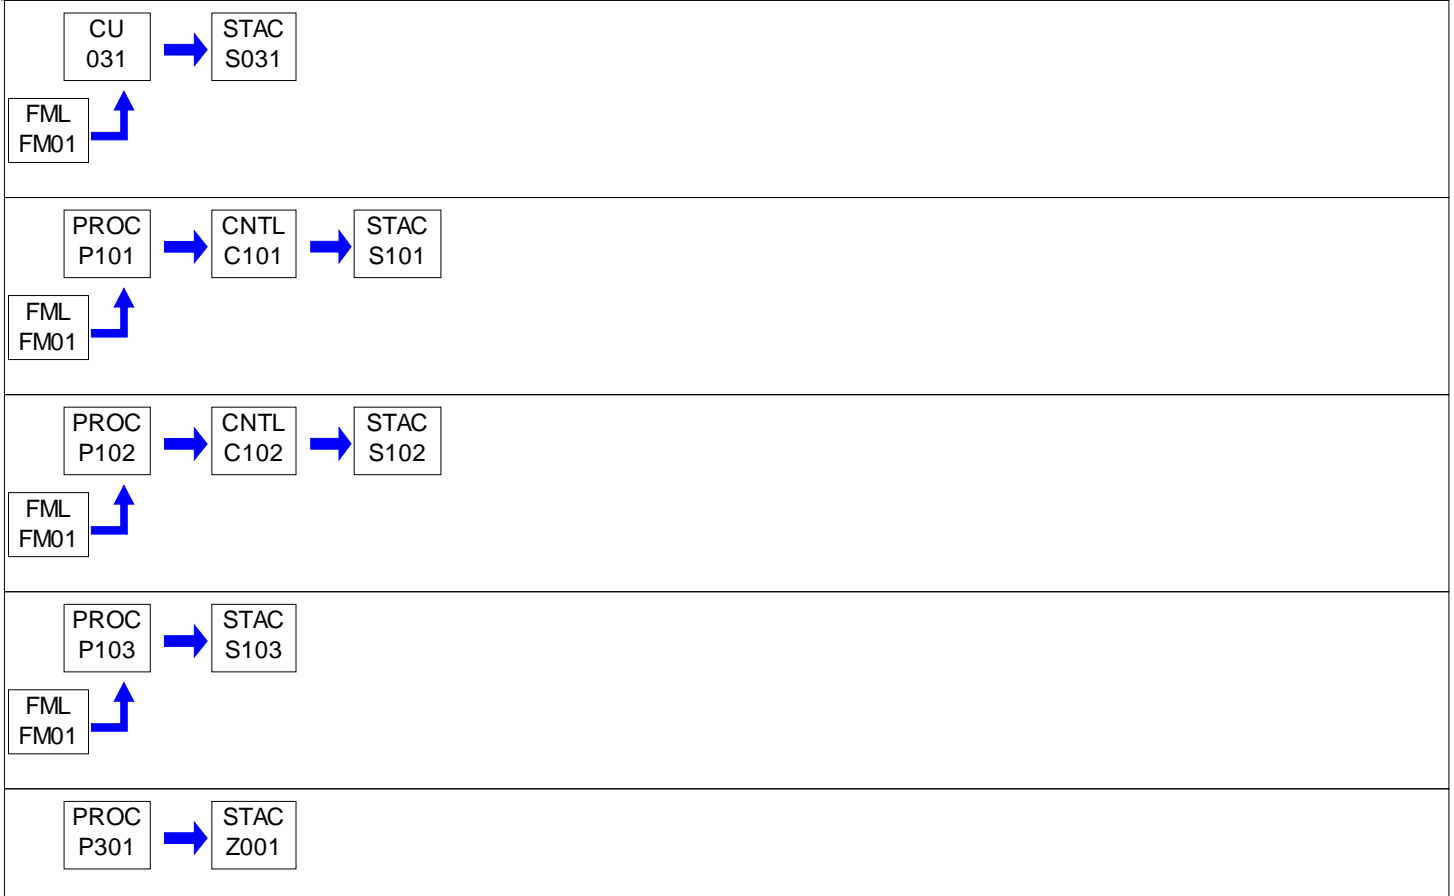 CU
031
STAC
S031
FML
FM01
PROC
P101
CNTL
C101
STAC
S101
FML
FM01
PROC
P102
CNTL
C102
STAC
S102
FML
FM01
PROC
P103
STAC
S103
FML
FM01
PROC
P301
STAC
Z001